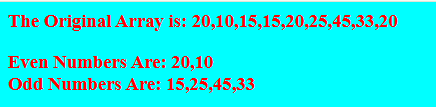 The Original Array is: 20,10,15,15,20,25,45,33,20
Even Numbers Are: 20,10
Odd Numbers Are: 15,25,45,33